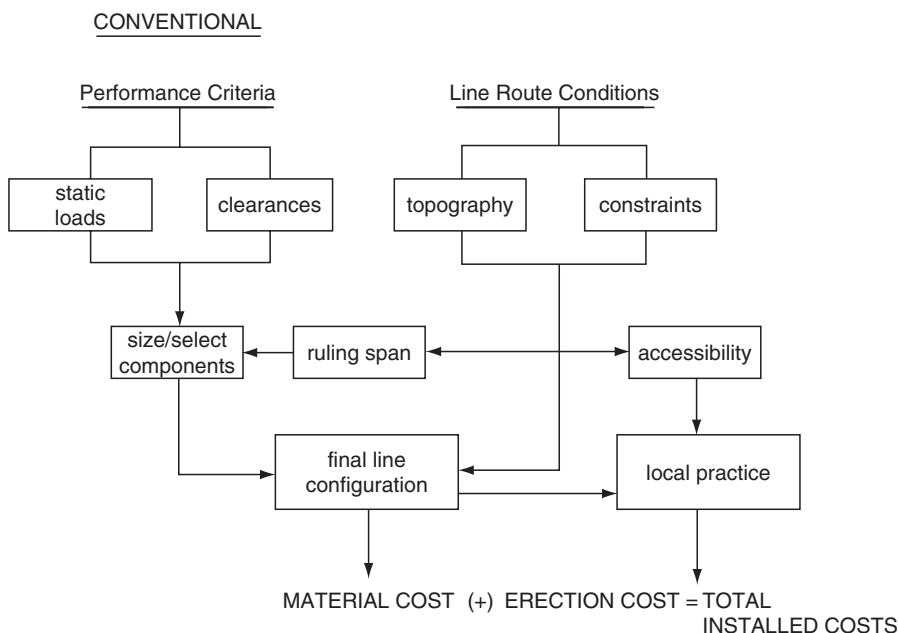 CONVENTIONAL
Performance Criteria
Line Route Conditions
static
loads
clearances
topography
constraints
size/select
components
ruling span
accessibility
final line
configuration
local practice
MATERIAL COST (+) ERECTION COST = TOTAL
INSTALLED COSTS